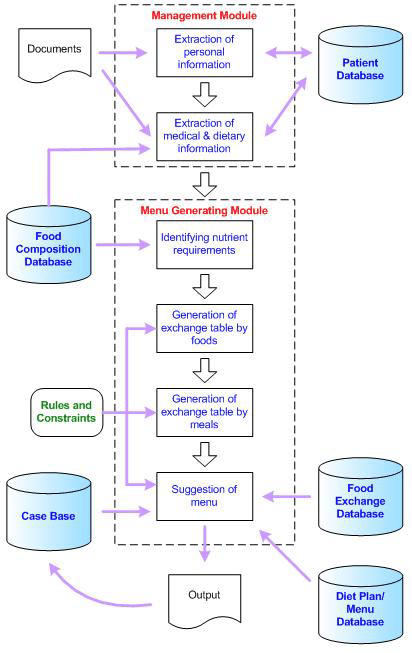 Management Module
Documents
Extraction of
personal
information
Patient
Database
Extraction of
medical & dietary
information
Menu Generating Module
Food
Composition
Database
Identifying nutrient
requirements
Generation of
exchange table by
foods
Rules and
Constraints
Generation of
exchange table by
meals
Case Base
Suggestion of
menu
Food
Exchange
Database
Output
Diet Plan/
Menu
Database